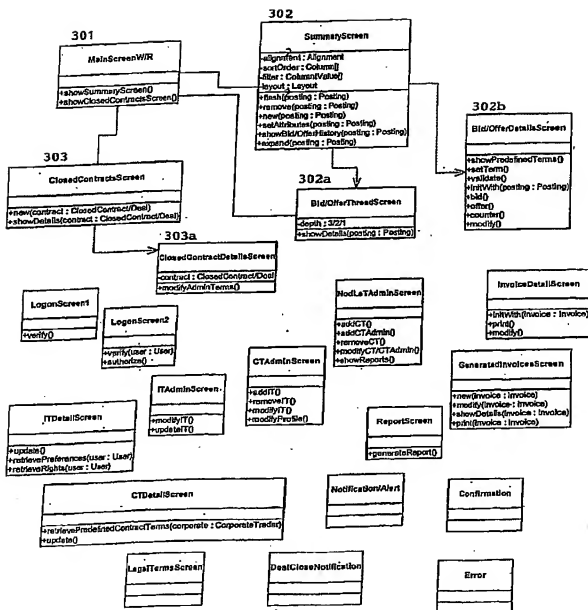 301
MainScreenW/R
+showSummaryScreen()
+showClosedContractsScreen()
302
SummaryScreen
-alignment : Alignment
-sortOrder : Column[]
-filter : ColumnValue[]
-layout : Layout
+flash(posting : Posting)
+remove(posting : Posting)
+new(posting : Posting)
+setAttributes(posting : Posting)
+showBid/OfferHistory(posting : Posting)
+expand(posting : Posting)
302b
Bid/OfferDetailsScreen
+showPredefinedTerms()
+setTerm()
+validate()
+initWith(posting : Posting)
+bid()
+offer()
+counter()
+modify()
303
ClosedContractsScreen
+new(contract : ClosedContract/Deal)
+showDetails(contract : ClosedContract/Deal)
302a
Bid/OfferThreadScreen
-depth : 3/2/1
+showDetails(posting : Posting)
303a
ClosedContractDetailsScreen
-contract : ClosedContract/Deal
+modifyAdminTerms()
LogonScreen1
+verify()
LogonScreen2
+verify(user : User)
+authorize()
NodLeTAdminScreen
+addCT()
+addCTAdmin()
+removeCT()
+modifyCT/CTAdmin()
+showReports()
InvoiceDetailScreen
+initWith(invoice : Invoice)
+print()
+modify()
ITAdminScreen
+modifyIT()
+updateIT()
CTAdminScreen
+addIT()
+removeIT()
+modifyIT()
+modifyProfile()
GeneratedInvoicesScreen
+new(invoice : Invoice)
+modify(invoice : Invoice)
+showDetails(invoice : Invoice)
+print(invoice : Invoice)
ITDetailScreen
+update()
+retrievePreferences(user : User)
+retrieveRights(user : User)
ReportScreen
+generateReport()
CTDetailScreen
+retrievePredefinedContractTerms(corporate : CorporateTrader)
+update()
Notification/Alert
Confirmation
LegalTermsScreen
DealCloseNotification
Error